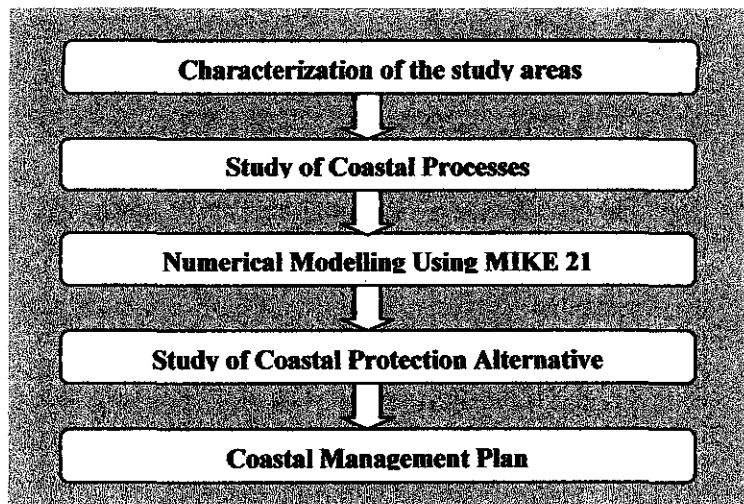 Characterization of the study areas
Study of Coastal Processes
Numerical Modelling Using MIKE 21
Study of Coastal Protection Alternative
Coastal Management Plan